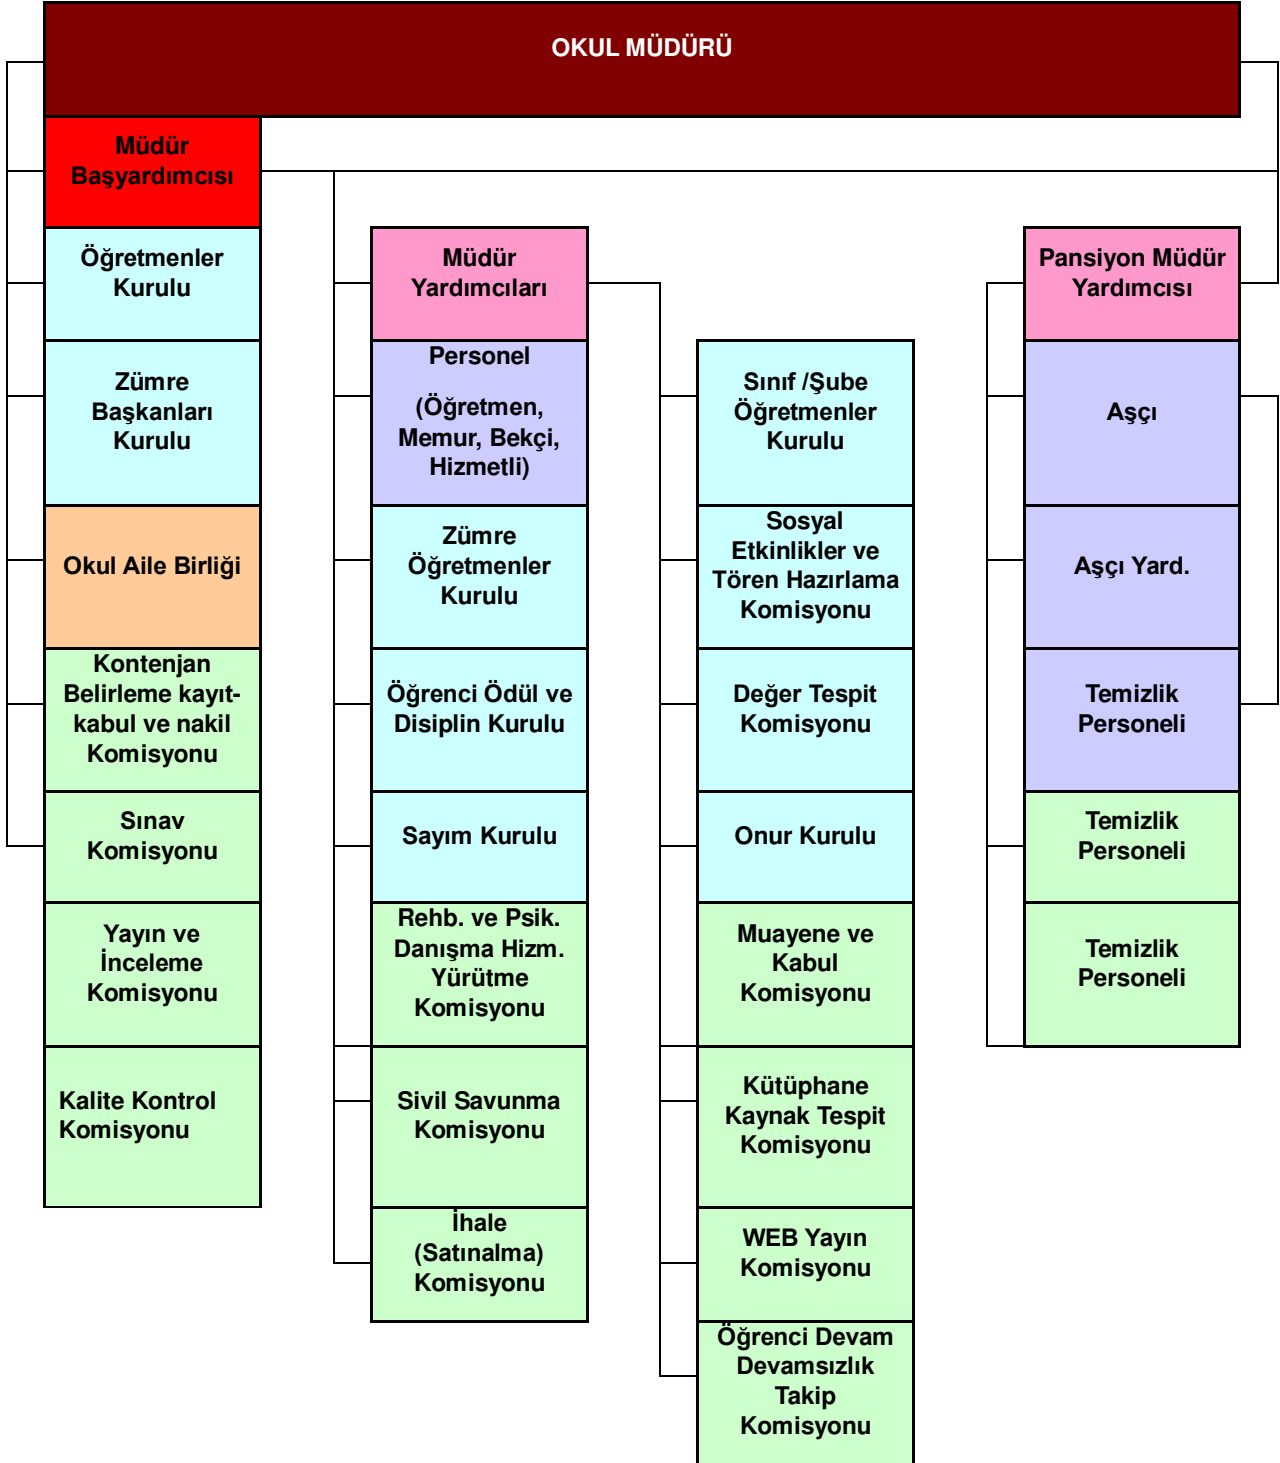 OKUL MÜDÜRÜ
Müdür
Başyardımcısı
Öğretmenler
Kurulu
Zümre
Başkanları
Kurulu
Okul Aile Birliği
Kontenjan
Belirleme kayıt-
kabul ve nakil
Komisyonu
Sınav
Komisyonu
Yayın ve
İnceleme
Komisyonu
Kalite Kontrol
Komisyonu
Müdür
Yardımcıları
Personel
(Öğretmen,
Memur, Bekçi,
Hizmetli)
Zümre
Öğretmenler
Kurulu
Öğrenci Ödül ve
Disiplin Kurulu
Sayım Kurulu
Rehb. ve Psik.
Danışma Hizm.
Yürütme
Komisyonu
Sivil Savunma
Komisyonu
İhale
(Satınalma)
Komisyonu
Sınıf /Şube
Öğretmenler
Kurulu
Sosyal
Etkinlikler ve
Tören Hazırlama
Komisyonu
Değer Tespit
Komisyonu
Onur Kurulu
Muayene ve
Kabul
Komisyonu
Kütüphane
Kaynak Tespit
Komisyonu
WEB Yayın
Komisyonu
Öğrenci Devam
Devamsızlık
Takip
Komisyonu
Pansiyon Müdür
Yardımcısı
Aşçı
Aşçı Yard.
Temizlik
Personeli
Temizlik
Personeli
Temizlik
Personeli